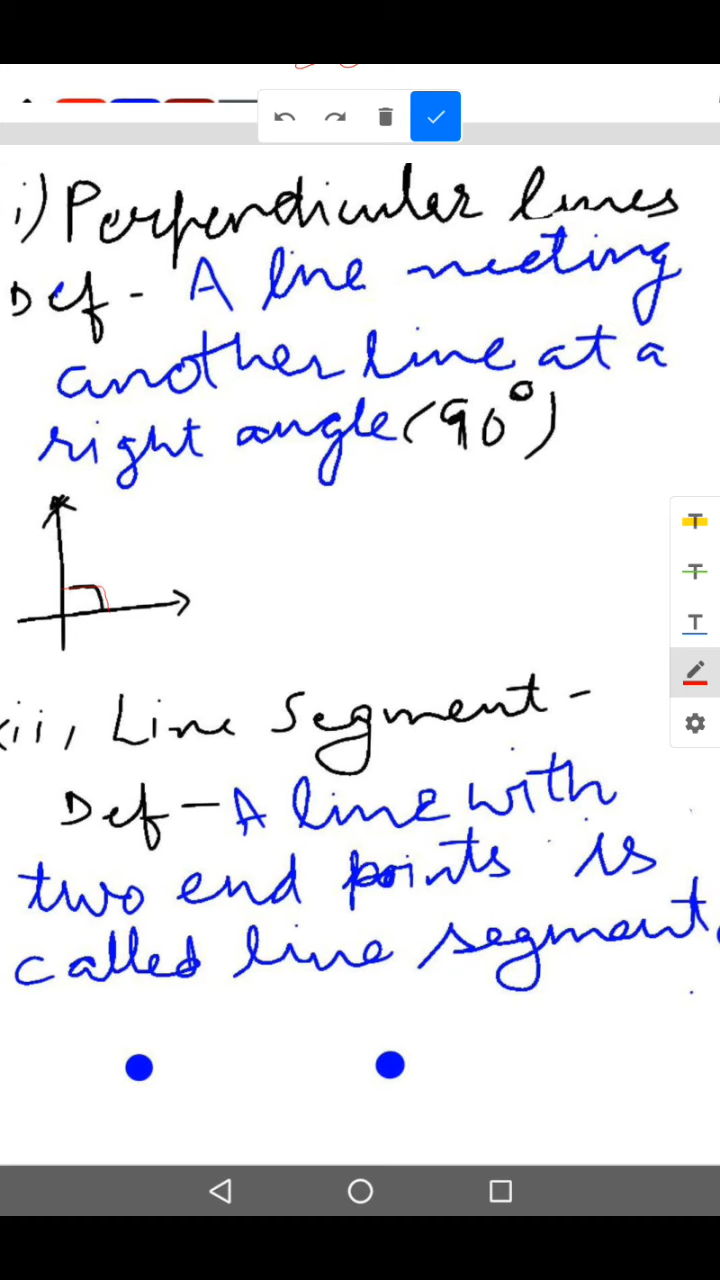 i) Perpendicular lines
Def - A line meeting
another line at a
right angle (90°)
ii, Line Segment -
Def - A line with
two end points is
called line segment.